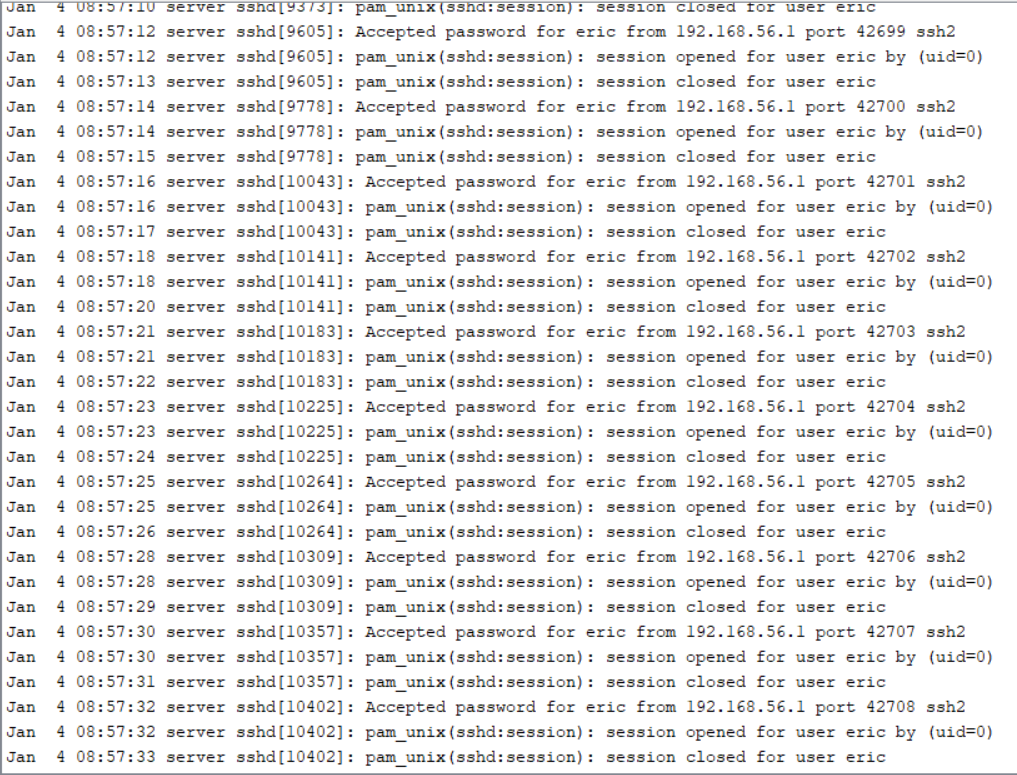 Jan  4 08:57:10 server sshd[9373]: pam_unix(sshd:session): session closed for user eric
Jan  4 08:57:12 server sshd[9605]: Accepted password for eric from 192.168.56.1 port 42699 ssh2
Jan  4 08:57:12 server sshd[9605]: pam_unix(sshd:session): session opened for user eric by (uid=0)
Jan  4 08:57:13 server sshd[9605]: pam_unix(sshd:session): session closed for user eric
Jan  4 08:57:14 server sshd[9778]: Accepted password for eric from 192.168.56.1 port 42700 ssh2
Jan  4 08:57:14 server sshd[9778]: pam_unix(sshd:session): session opened for user eric by (uid=0)
Jan  4 08:57:15 server sshd[9778]: pam_unix(sshd:session): session closed for user eric
Jan  4 08:57:16 server sshd[10043]: Accepted password for eric from 192.168.56.1 port 42701 ssh2
Jan  4 08:57:16 server sshd[10043]: pam_unix(sshd:session): session opened for user eric by (uid=0)
Jan  4 08:57:17 server sshd[10043]: pam_unix(sshd:session): session closed for user eric
Jan  4 08:57:18 server sshd[10141]: Accepted password for eric from 192.168.56.1 port 42702 ssh2
Jan  4 08:57:18 server sshd[10141]: pam_unix(sshd:session): session opened for user eric by (uid=0)
Jan  4 08:57:20 server sshd[10141]: pam_unix(sshd:session): session closed for user eric
Jan  4 08:57:21 server sshd[10183]: Accepted password for eric from 192.168.56.1 port 42703 ssh2
Jan  4 08:57:21 server sshd[10183]: pam_unix(sshd:session): session opened for user eric by (uid=0)
Jan  4 08:57:22 server sshd[10183]: pam_unix(sshd:session): session closed for user eric
Jan  4 08:57:23 server sshd[10225]: Accepted password for eric from 192.168.56.1 port 42704 ssh2
Jan  4 08:57:23 server sshd[10225]: pam_unix(sshd:session): session opened for user eric by (uid=0)
Jan  4 08:57:24 server sshd[10225]: pam_unix(sshd:session): session closed for user eric
Jan  4 08:57:25 server sshd[10264]: Accepted password for eric from 192.168.56.1 port 42705 ssh2
Jan  4 08:57:25 server sshd[10264]: pam_unix(sshd:session): session opened for user eric by (uid=0)
Jan  4 08:57:26 server sshd[10264]: pam_unix(sshd:session): session closed for user eric
Jan  4 08:57:28 server sshd[10309]: Accepted password for eric from 192.168.56.1 port 42706 ssh2
Jan  4 08:57:28 server sshd[10309]: pam_unix(sshd:session): session opened for user eric by (uid=0)
Jan  4 08:57:29 server sshd[10309]: pam_unix(sshd:session): session closed for user eric
Jan  4 08:57:30 server sshd[10357]: Accepted password for eric from 192.168.56.1 port 42707 ssh2
Jan  4 08:57:30 server sshd[10357]: pam_unix(sshd:session): session opened for user eric by (uid=0)
Jan  4 08:57:31 server sshd[10357]: pam_unix(sshd:session): session closed for user eric
Jan  4 08:57:32 server sshd[10402]: Accepted password for eric from 192.168.56.1 port 42708 ssh2
Jan  4 08:57:32 server sshd[10402]: pam_unix(sshd:session): session opened for user eric by (uid=0)
Jan  4 08:57:33 server sshd[10402]: pam_unix(sshd:session): session closed for user eric